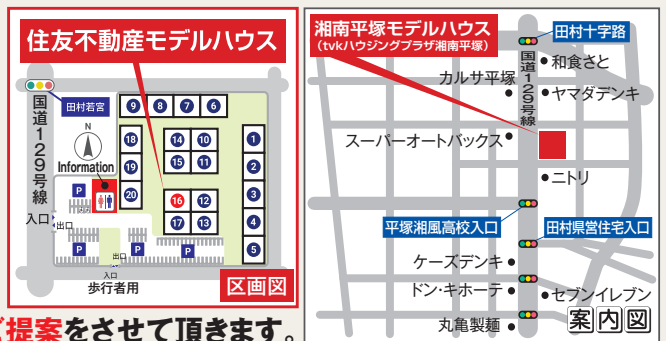 住友不動産モデルハウス
田村若宮
国道129号線
N
Information
9 8 7 6
18 14 10 1
19 15 11 2
20 16 12 3
17 13 4
5
P
P
P
P
入口
出口
出口
入口
歩行者用
区画図
ご提案をさせて頂きます。
湘南平塚モデルハウス
(tvkハウジングプラザ湘南平塚)
田村十字路
国道129号線
和食さと
カルサ平塚
ヤマダデンキ
スーパーオートバックス
ニトリ
平塚湘風高校入口
田村県営住宅入口
ケーズデンキ
ドン・キホーテ
セブンイレブン
丸亀製麺
案内図